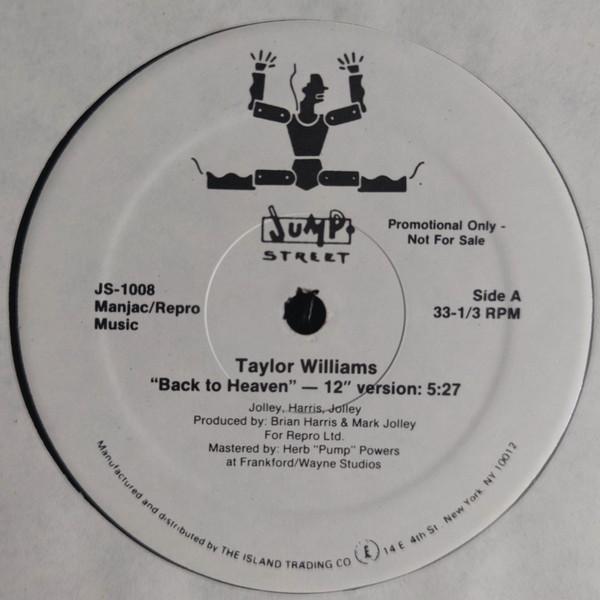 JUMP
STREET
Promotional Only -
Not For Sale
JS-1008
Manjac/Repro
Music
Side A
33-1/3 RPM
Taylor Williams
“Back to Heaven” — 12” version: 5:27
Jolley, Harris, Jolley
Produced by: Brian Harris & Mark Jolley
For Repro Ltd.
Mastered by: Herb "Pump" Powers
at Frankford/Wayne Studios
Manufactured and distributed by THE ISLAND TRADING CO 14 E 4th St New York NY 10012